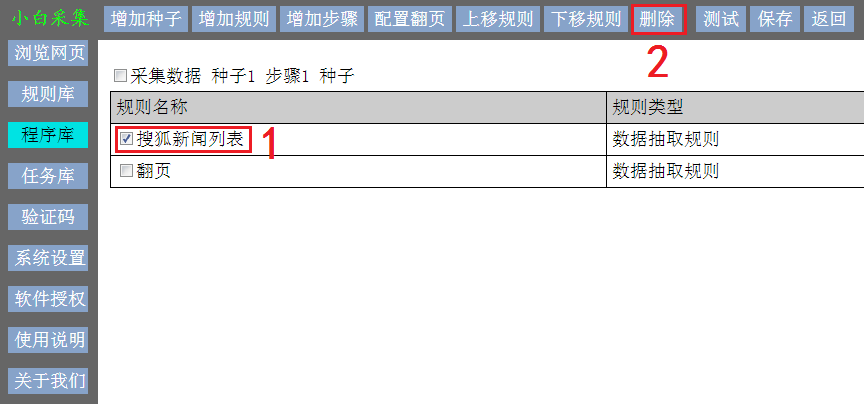 小白采集 增加种子 增加规则 增加步骤 配置翻页 上移规则 下移规则 删除 测试 保存 返回
浏览网页
规则库
程序库
任务库
验证码
系统设置
软件授权
使用说明
关于我们
2
采集数据 种子1 步骤1 种子
规则名称 规则类型
搜狐新闻列表 1 数据抽取规则
翻页 数据抽取规则